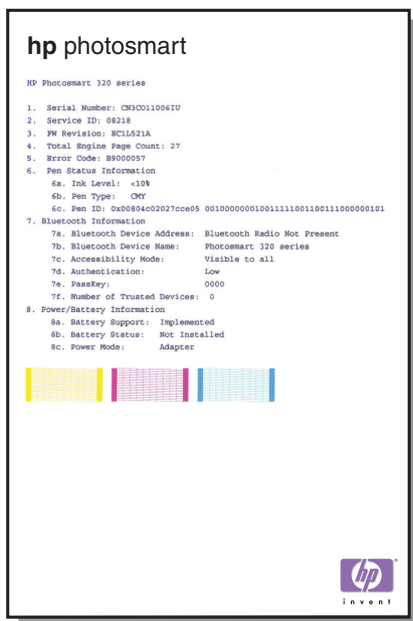 hp photosmart
HP Photosmart 320 series
1. Serial Number: CN3CO11006IU
2. Service ID: 08218
3. FW Revision: BC1L521A
4. Total Engine Page Count: 27
5. Error Code: B9000057
6. Pen Status Information
6a. Ink Level: <10%
6b. Pen Type: CMY
6c. Pen ID: 0x00804c02027cce05 0010000000100111110011001110000000101
7. Bluetooth Information
7a. Bluetooth Device Address: Bluetooth Radio Not Present
7b. Bluetooth Device Name: Photosmart 320 series
7c. Accessibility Mode: Visible to all
7d. Authentication: Low
7e. PassKey: 0000
7f. Number of Trusted Devices: 0
8. Power/Battery Information
8a. Battery Support: Implemented
8b. Battery Status: Not Installed
8c. Power Mode: Adapter
hp
invent